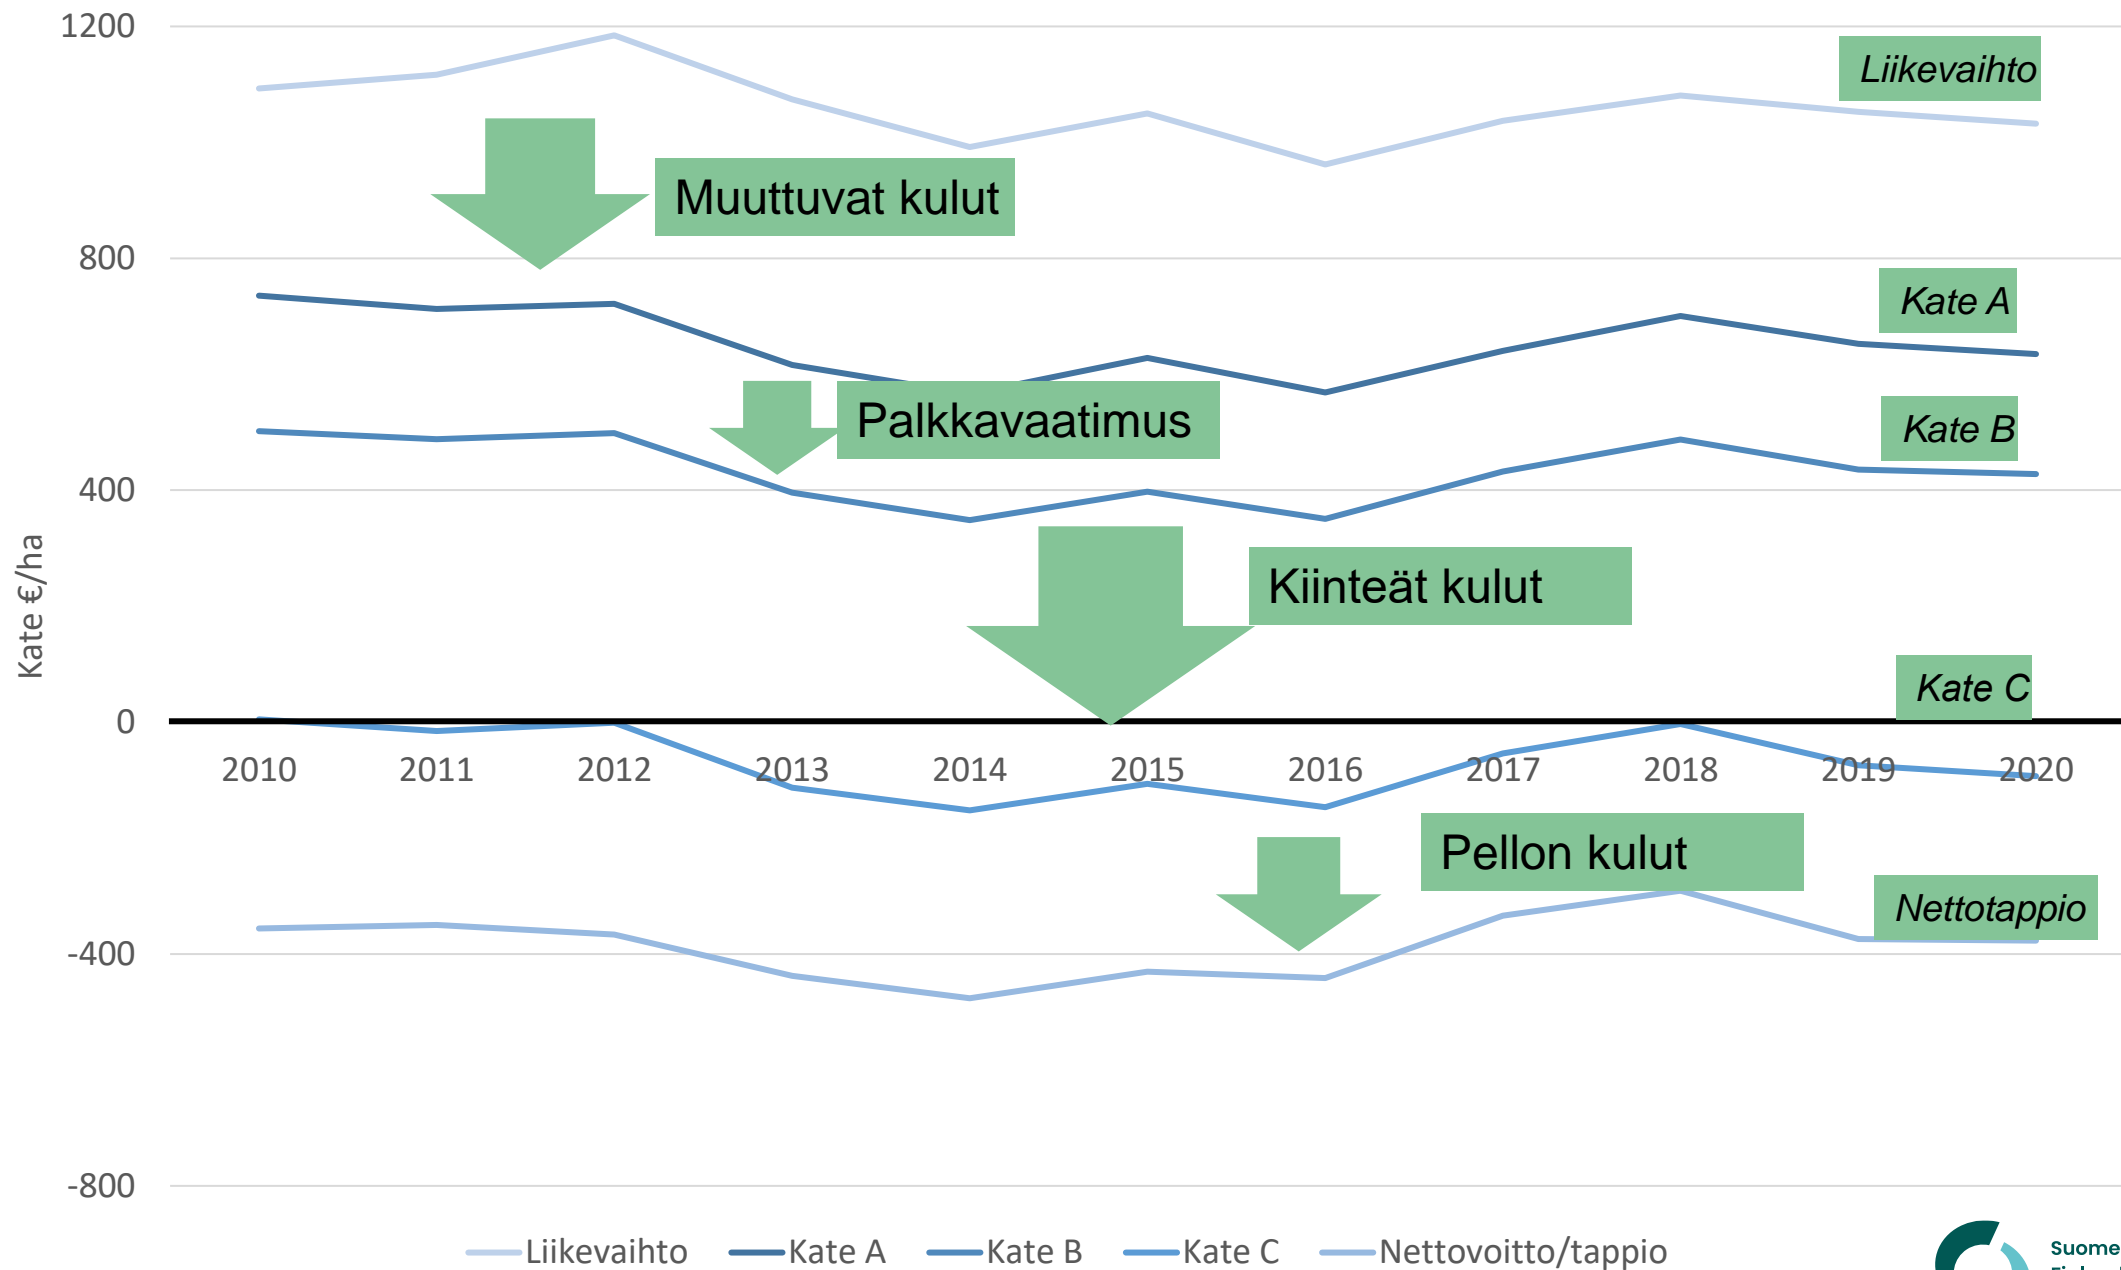 1200
Liikevaihto
Muuttuvat kulut
800
Kate A
Palkkavaatimus
Kate B
400
Kate €/ha
Kiinteät kulut
Kate C
0
2010 2011 2012 2013 2014 2015 2016 2017 2018 2019 2020
Pellon kulut
Nettotappio
-400
-800
Liikevaihto Kate A Kate B Kate C Nettovoitto/tappio
Suome